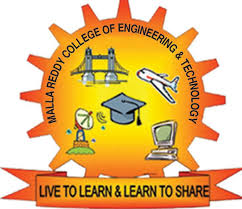 MALLA REDDY COLLEGE OF ENGINEERING & TECHNOLOGY
LIVE TO LEARN & LEARN TO SHARE